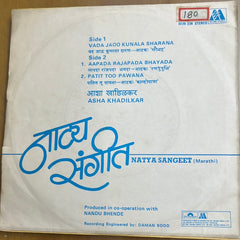 180
Side 1
VADA JAOO KUNALA SHARANA
Side 2
1. AAPADA RAJAPADA BHAYADA
2. PATIT TOO PAWANA
आशा खाडिलकर
ASHA KHADILKAR
नाट्य
संगीत
NATYA SANGEET (Marathi)
Produced in co-operation with
NANDU BHENDE
Recording Engineered by: DAMAN SOOD